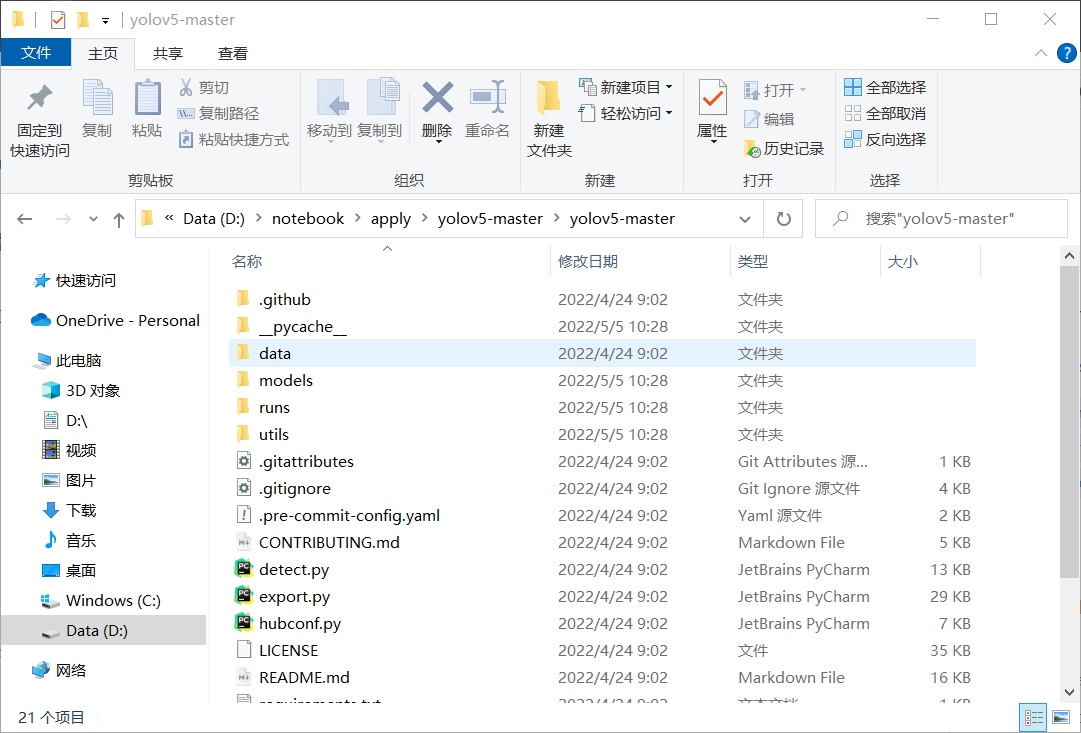 yolov5-master
文件 主页 共享 查看
固定到快速访问
复制
粘贴
剪切
复制路径
粘贴快捷方式
剪贴板
移动到 复制到 删除 重命名
组织
新建文件夹
新建项目
轻松访问
新建
属性
打开
编辑
历史记录
打开
全部选择
全部取消
反向选择
选择
« Data (D:) > notebook > apply > yolov5-master > yolov5-master
搜索"yolov5-master"
快速访问
OneDrive - Personal
此电脑
3D 对象
D:\
视频
图片
下载
音乐
桌面
Windows (C:)
Data (D:)
网络
名称 修改日期 类型 大小
.github 2022/4/24 9:02 文件夹
__pycache__ 2022/5/5 10:28 文件夹
data 2022/4/24 9:02 文件夹
models 2022/5/5 10:28 文件夹
runs 2022/5/5 10:28 文件夹
utils 2022/5/5 10:28 文件夹
.gitattributes 2022/4/24 9:02 Git Attributes 源... 1 KB
.gitignore 2022/4/24 9:02 Git Ignore 源文件 4 KB
.pre-commit-config.yaml 2022/4/24 9:02 Yaml 源文件 2 KB
CONTRIBUTING.md 2022/4/24 9:02 Markdown File 5 KB
detect.py 2022/4/24 9:02 JetBrains PyCharm 13 KB
export.py 2022/4/24 9:02 JetBrains PyCharm 29 KB
hubconf.py 2022/4/24 9:02 JetBrains PyCharm 7 KB
LICENSE 2022/4/24 9:02 文件 35 KB
README.md 2022/4/24 9:02 Markdown File 16 KB
21 个项目